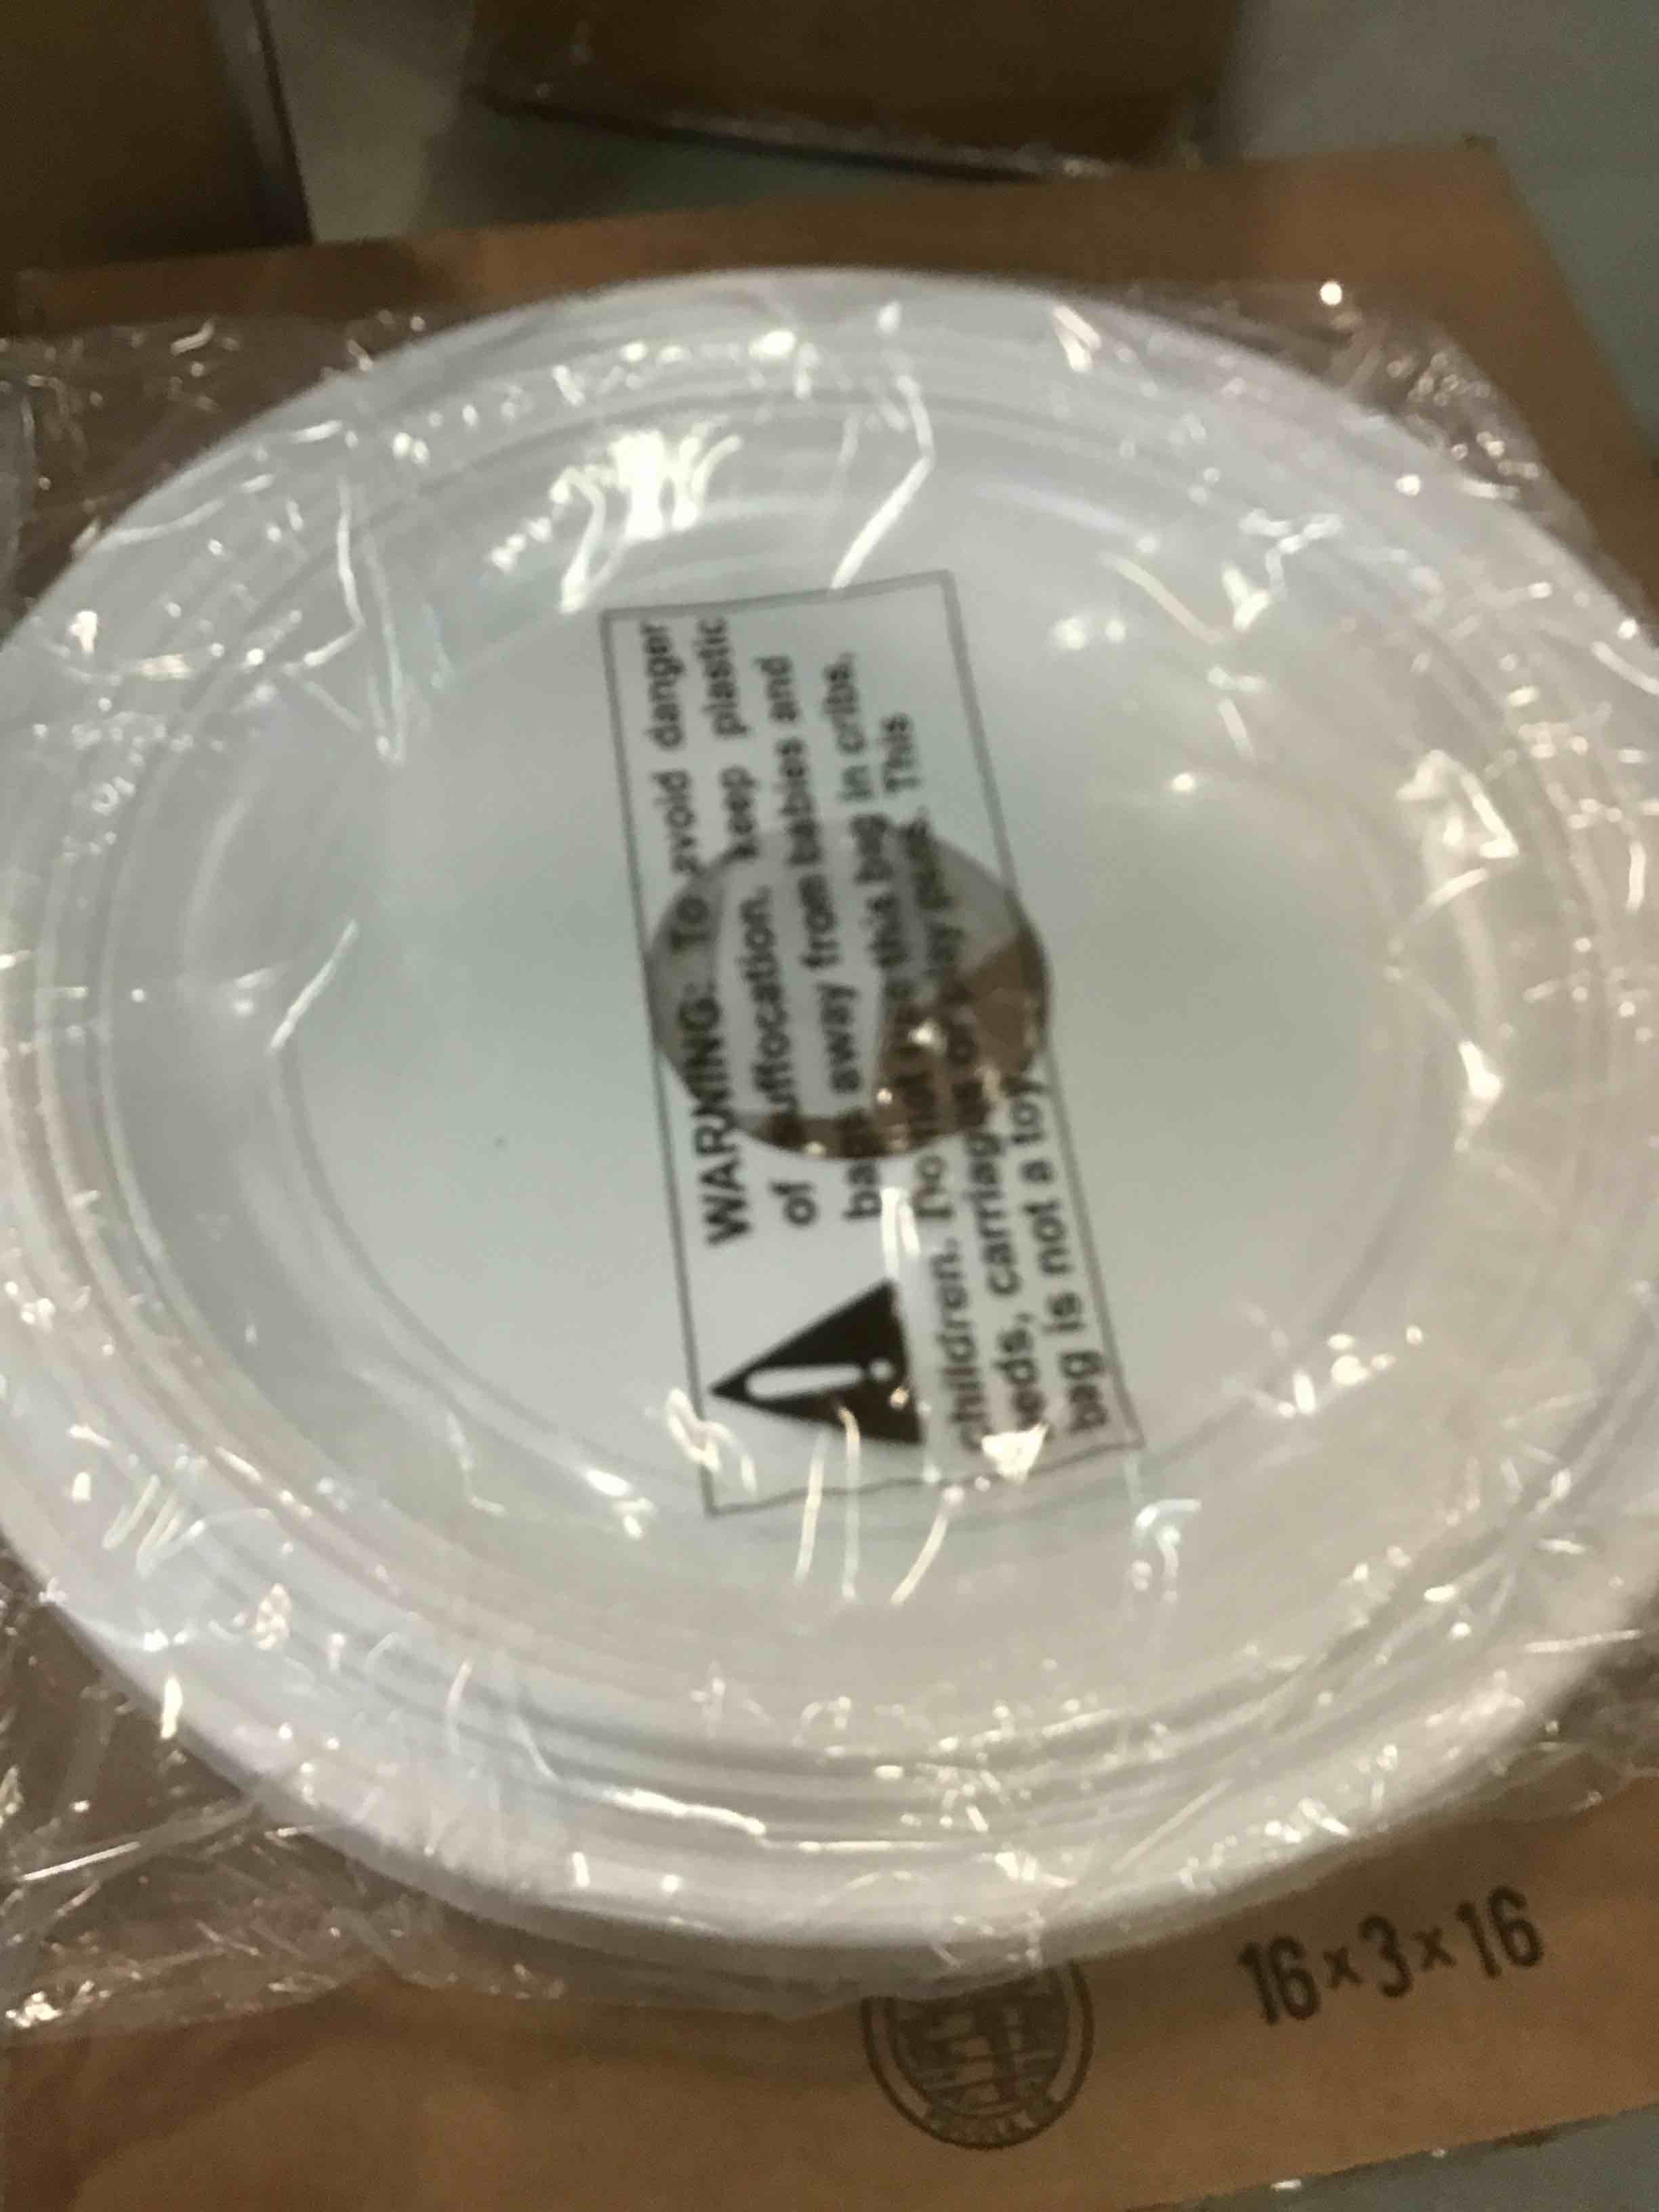 WARNING: To avoid danger
of suffocation. keep plastic
bags away from babies and
children. Do not use this bag in cribs.
beds, carriages or play pens. This
bag is not a toy.
16x3x16